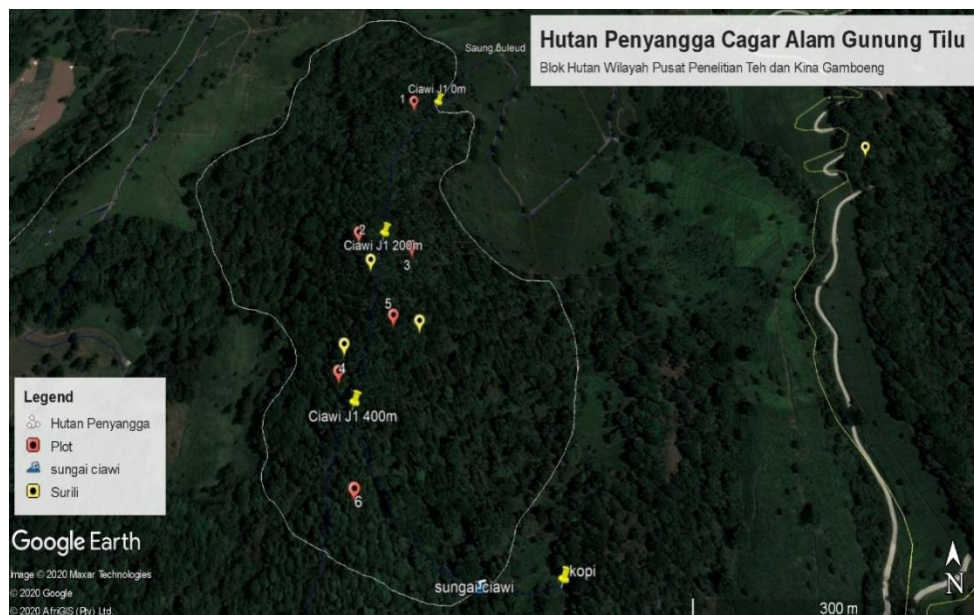 Hutan Penyangga Cagar Alam Gunung Tilu
Blok Hutan Wilayah Pusat Penelitian Teh dan Kina Gamboeng
Saung Buleud
Ciawi J1 0m
1
2
Ciawi J1 200m
3
5
4
Ciawi J1 400m
6
Legend
Hutan Penyangga
Plot
sungai ciawi
Surili
Google Earth
Image © 2020 Maxar Technologies
© 2020 Google
© 2020 AfriGIS (Pty) Ltd.
sungai ciawi
kopi
300 m
N